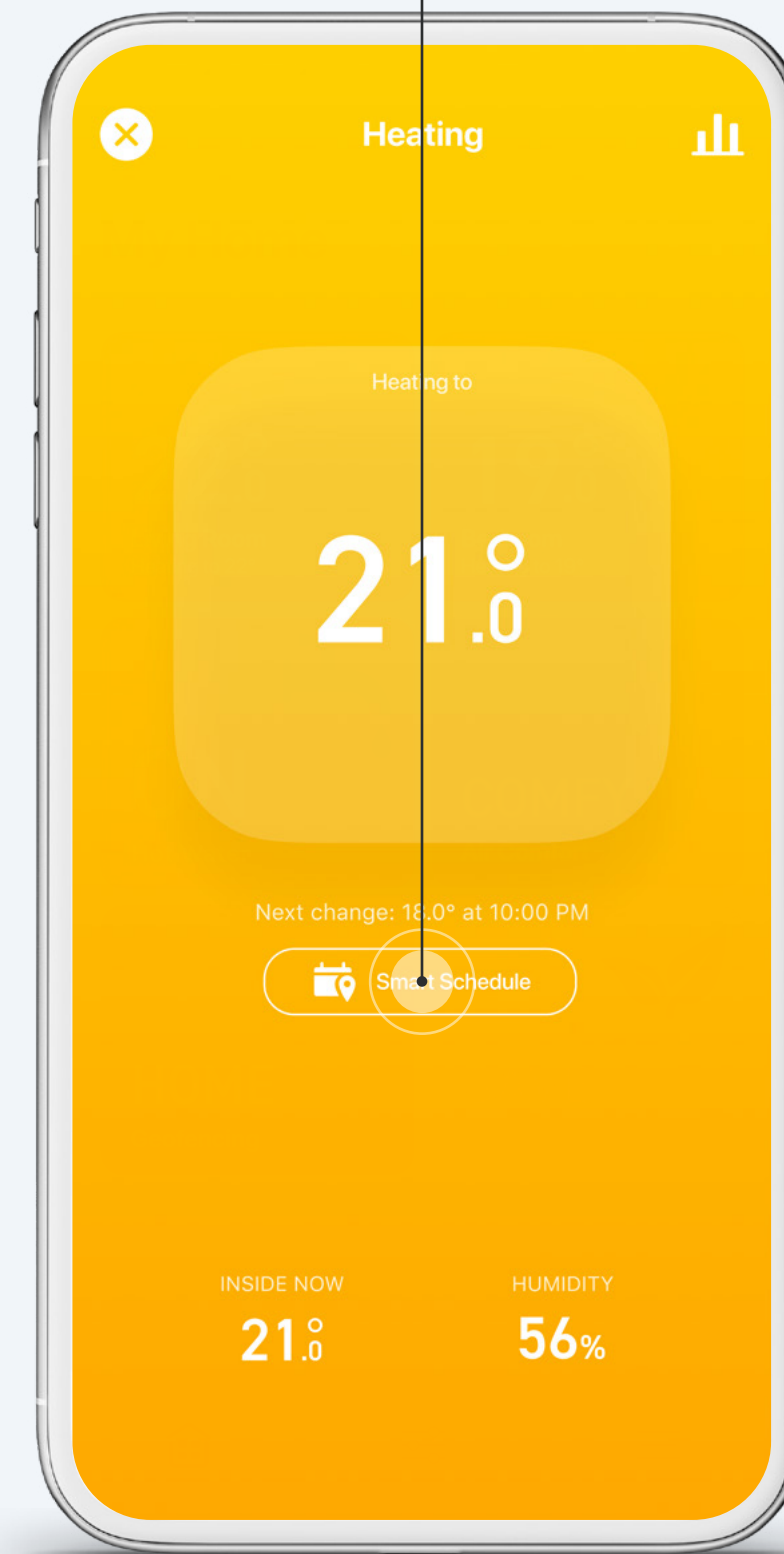 Heating
Heating to
21.0°
Next change: 18.0° at 10:00 PM
Smart Schedule
INSIDE NOW
HUMIDITY
21.0°
56%